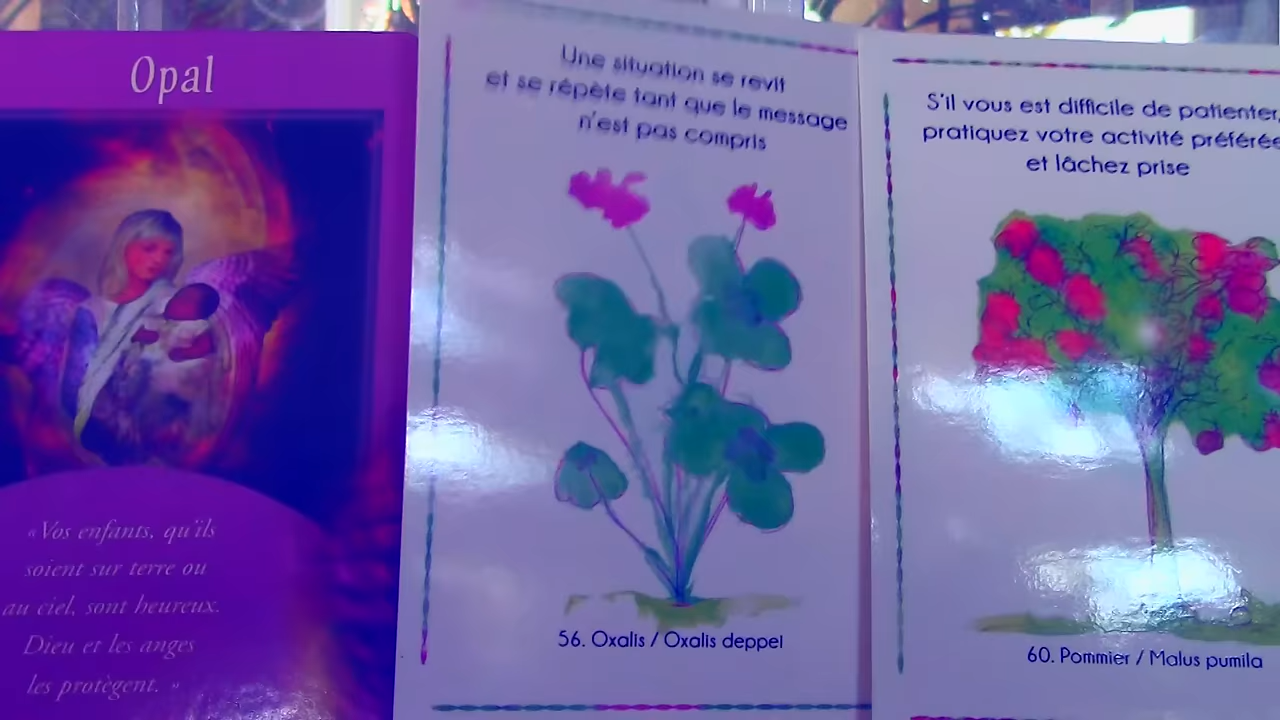 Opal
«Vos enfants, qu'ils
soient sur terre ou
au ciel, sont heureux.
Dieu et les anges
les protègent. »
Une situation se revit
et se répète tant que le message
n'est pas compris
56. Oxalis / Oxalis deppei
S'il vous est difficile de patienter,
pratiquez votre activité préférée
et lâchez prise
60. Pommier / Malus pumila